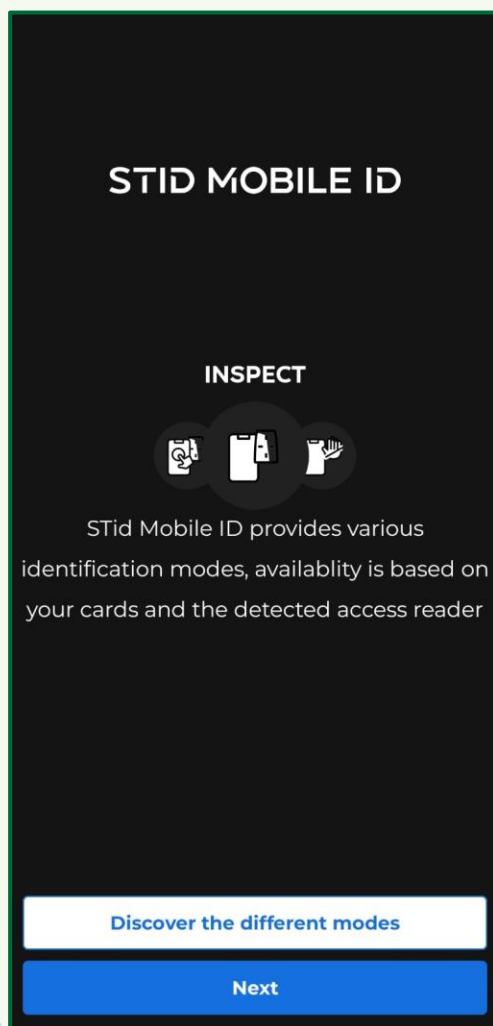 STID MOBILE ID
INSPECT
STid Mobile ID provides various
identification modes, availablity is based on
your cards and the detected access reader
Discover the different modes
Next